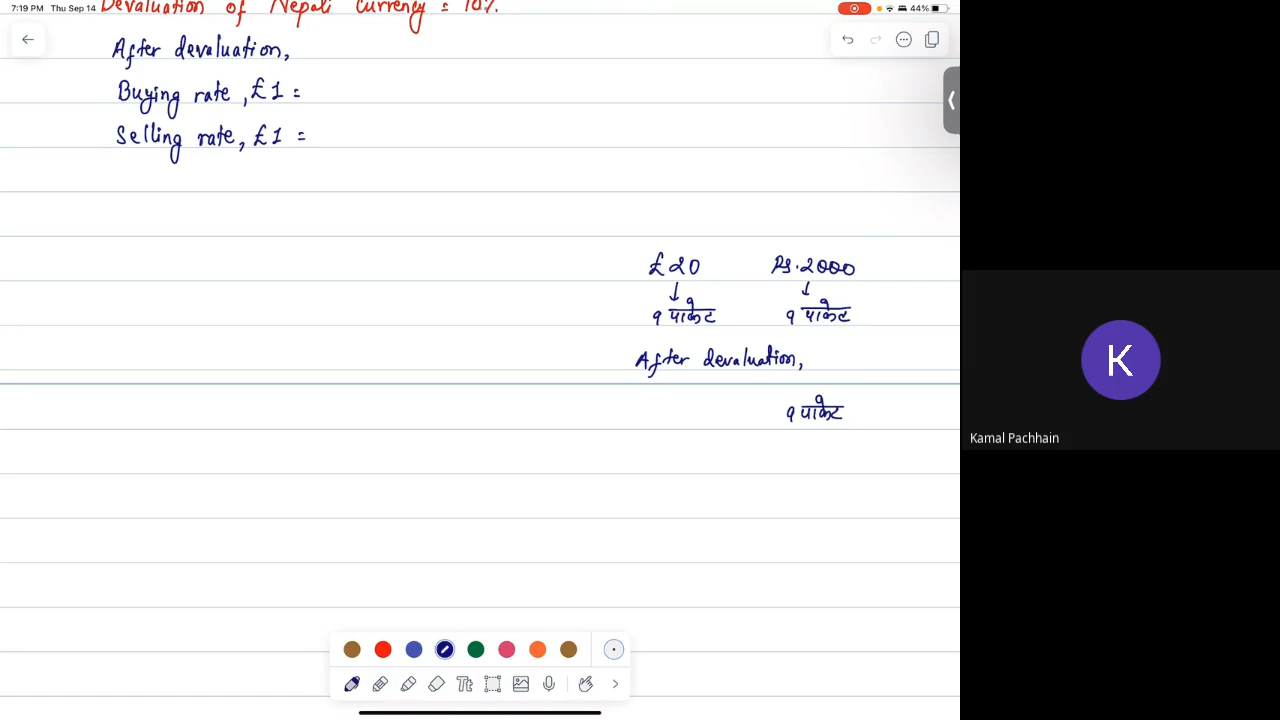 7:19 PM Thu Sep 14 44%
Devaluation of Nepali Currency = 10%.
After devaluation,
Buying rate, £1 =
Selling rate, £1 =
£20 Rs. 2000
↓ ↓
१ पाकेट १ पाकेट
After devaluation,
१ पाकेट
Tt
K
Kamal Pachhain